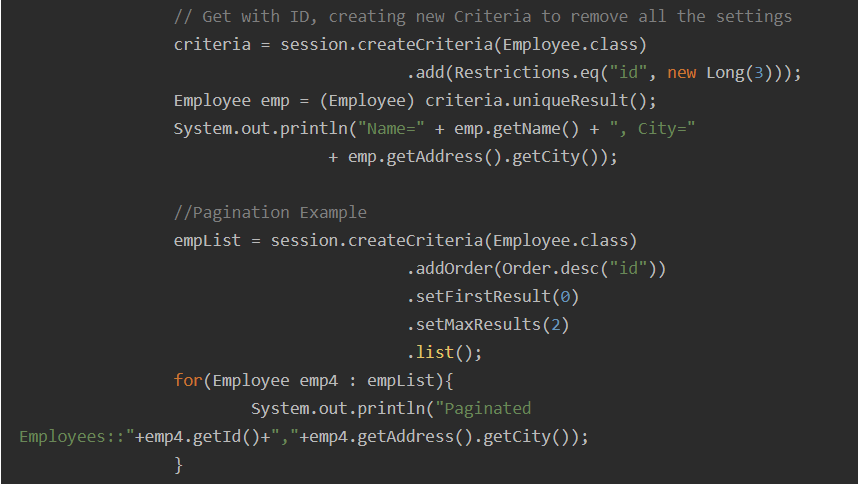 // Get with ID, creating new Criteria to remove all the settings
criteria = session.createCriteria(Employee.class)
.add(Restrictions.eq("id", new Long(3)));
Employee emp = (Employee) criteria.uniqueResult();
System.out.println("Name=" + emp.getName() + ", City="
+ emp.getAddress().getCity());
//Pagination Example
empList = session.createCriteria(Employee.class)
.addOrder(Order.desc("id"))
.setFirstResult(0)
.setMaxResults(2)
.list();
for(Employee emp4 : empList){
System.out.println("Paginated
Employees::"+emp4.getId()+","+emp4.getAddress().getCity());
}